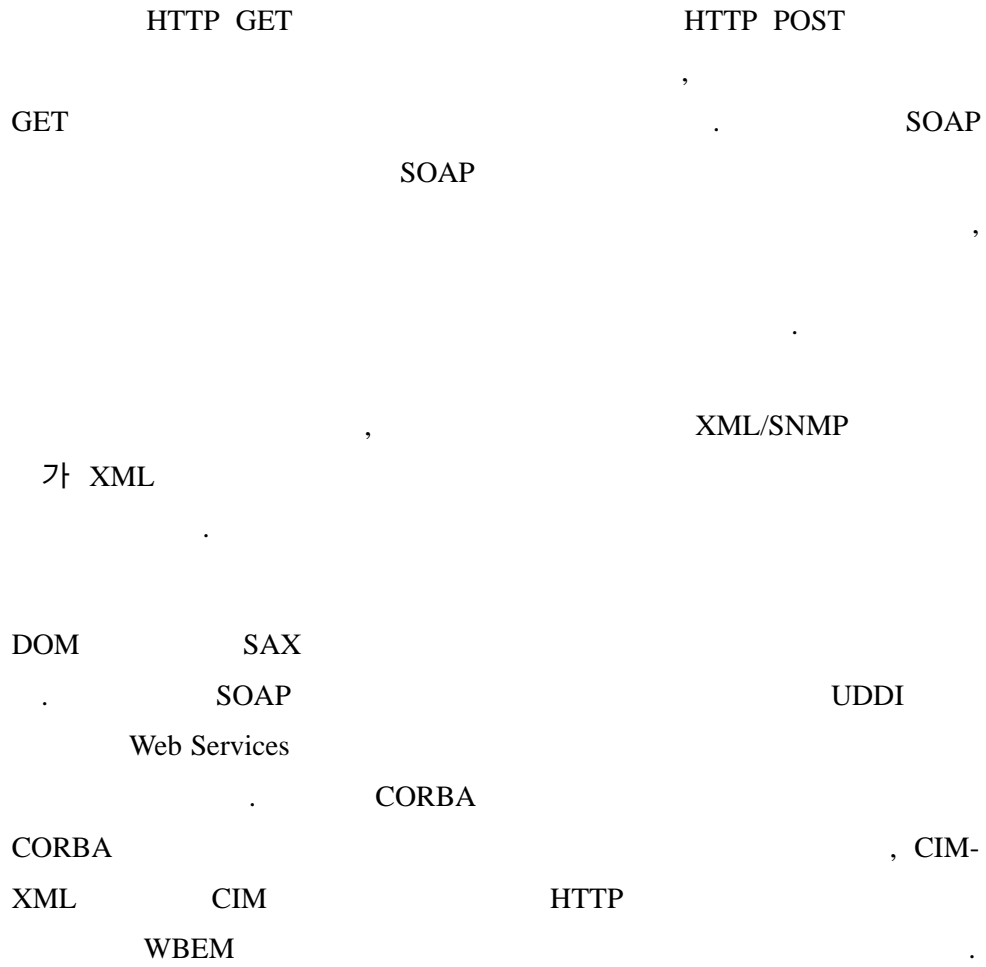 HTTP GET HTTP POST
,
GET . SOAP
SOAP
,
.
, XML/SNMP
가 XML
.
DOM SAX
. SOAP UDDI
Web Services
. CORBA
CORBA , CIM-
XML CIM HTTP
WBEM .